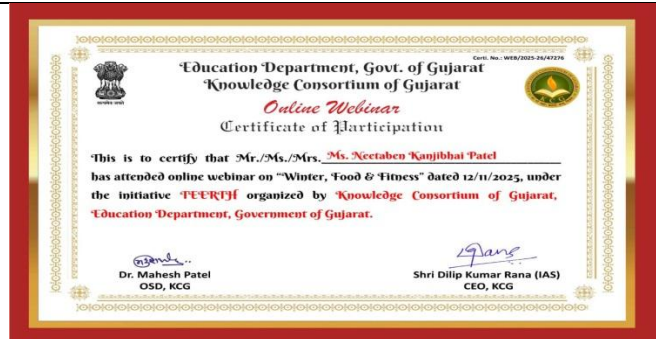 Certi. No.: WEB/2025-26/47276
Education Department, Govt. of Gujarat
Knowledge Consortium of Gujarat
Online Webinar
Certificate of Participation
This is to certify that Mr./Ms./Mrs. Ms. Neetaben Kanjibhai Patel
has attended online webinar on "Winter, Food & Fitness" dated 12/11/2025, under
the initiative TEERTH organized by Knowledge Consortium of Gujarat,
Education Department, Government of Gujarat.
Dr. Mahesh Patel
OSD, KCG
Shri Dilip Kumar Rana (IAS)
CEO, KCG